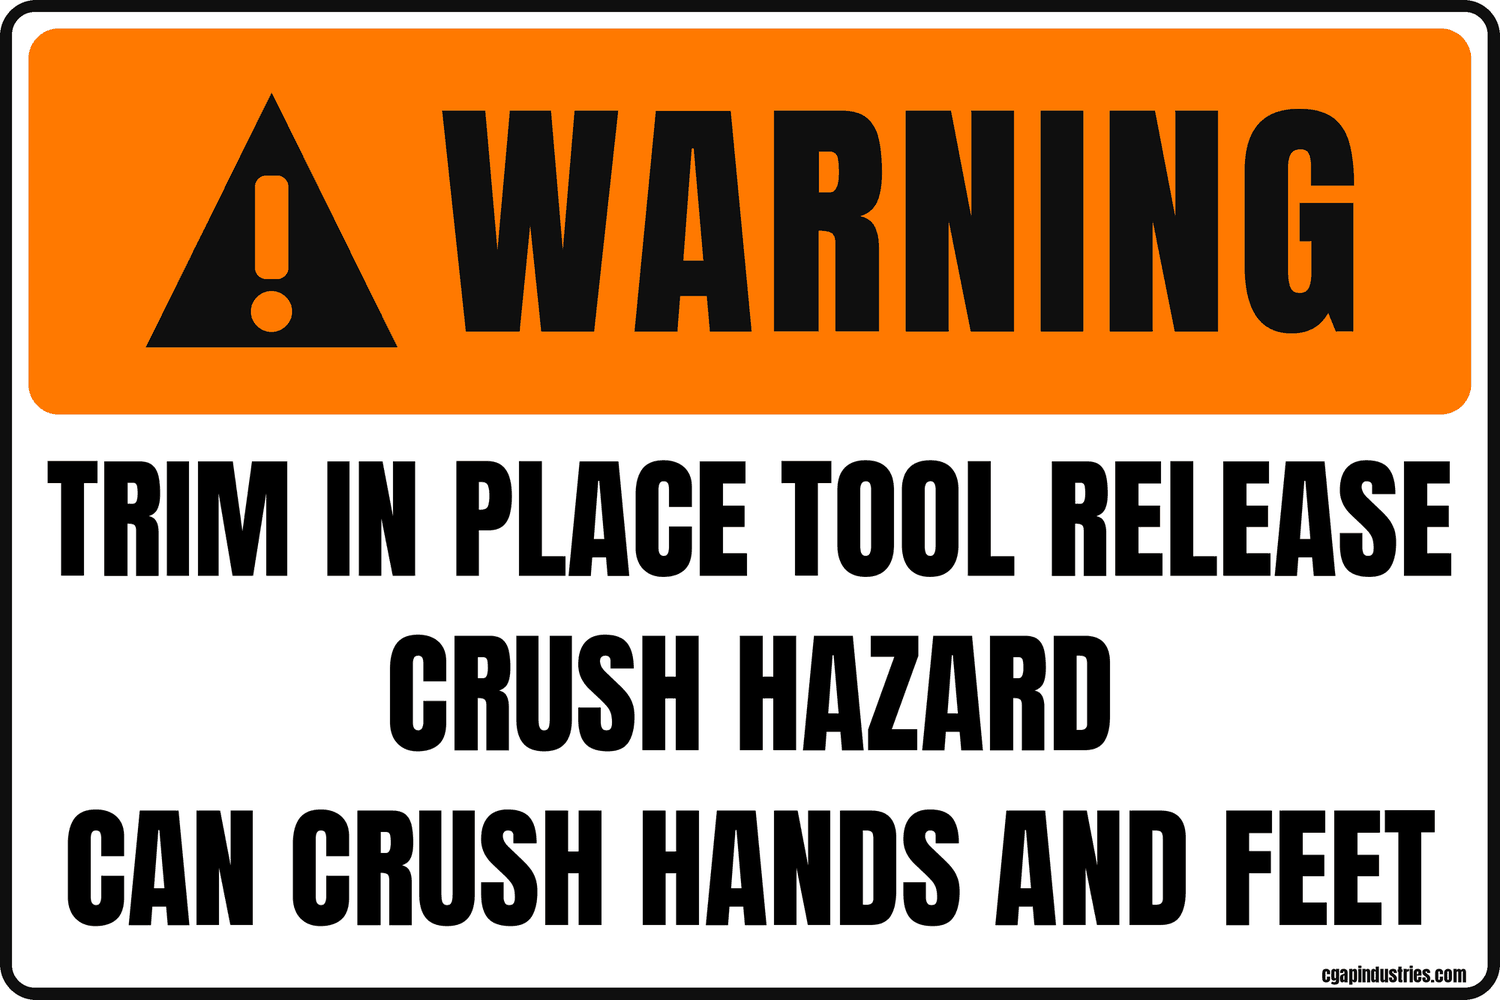 WARNING
TRIM IN PLACE TOOL RELEASE
CRUSH HAZARD
CAN CRUSH HANDS AND FEET
cgapindustries.com